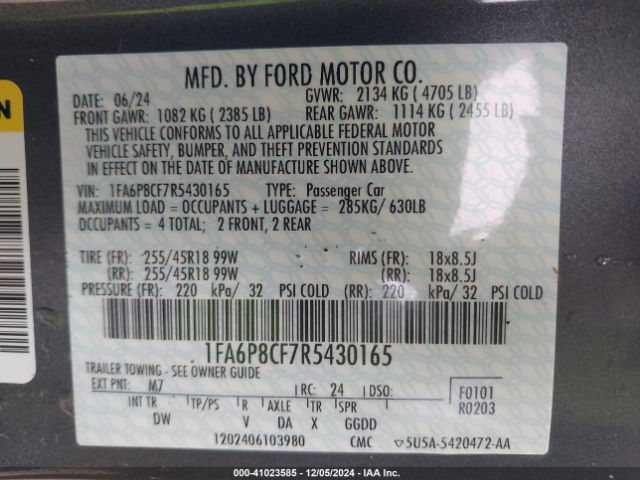 MFD. BY FORD MOTOR CO.
DATE: 06/24 GVWR: 2134 KG ( 4705 LB)
FRONT GAWR: 1082 KG ( 2385 LB) REAR GAWR: 1114 KG ( 2455 LB)
THIS VEHICLE CONFORMS TO ALL APPLICABLE FEDERAL MOTOR
VEHICLE SAFETY, BUMPER, AND THEFT PREVENTION STANDARDS
IN EFFECT ON THE DATE OF MANUFACTURE SHOWN ABOVE.
VIN: 1FA6P8CF7R5430165 TYPE: Passenger Car
MAXIMUM LOAD = OCCUPANTS + LUGGAGE = 285KG/ 630LB
OCCUPANTS = 4 TOTAL; 2 FRONT, 2 REAR
TIRE (FR): 255/45R18 99W RIMS (FR): 18x8.5J
(RR): 255/45R18 99W (RR): 18x8.5J
PRESSURE (FR): 220 kPa/ 32 PSI COLD (RR): 220 kPa/ 32 PSI COLD
1FA6P8CF7R5430165
TRAILER TOWING - SEE OWNER GUIDE
EXT PNT: M7 RC: 24 DSO: F0101
INT TR TP/PS R AXLE TR SPR R0203
DW V DA X GGDD
1202406103980 CMC 5U5A-5420472-AA
000-41023585 - 12/05/2024 - IAA Inc.